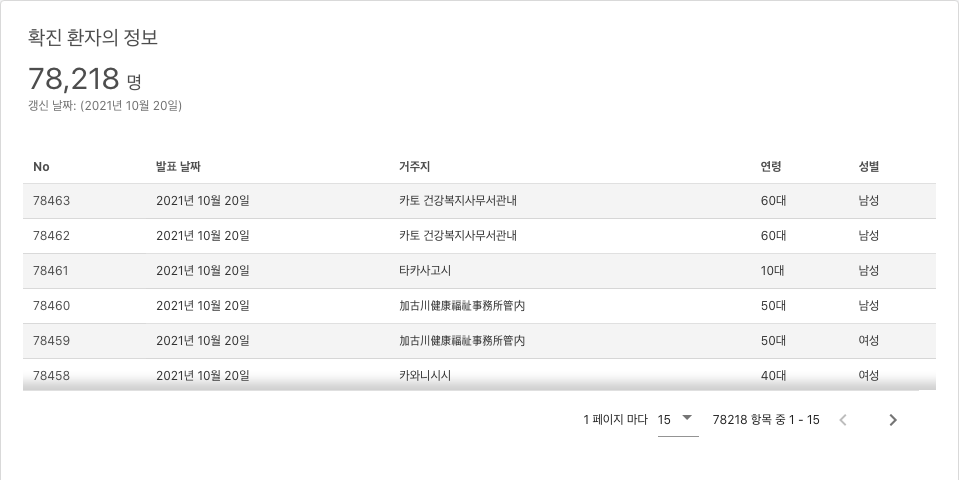 확진 환자의 정보
78,218 명
갱신 날짜: (2021년 10월 20일)
No 발표 날짜 거주지 연령 성별
78463 2021년 10월 20일 카토 건강복지사무서관내 60대 남성
78462 2021년 10월 20일 카토 건강복지사무서관내 60대 남성
78461 2021년 10월 20일 타카사고시 10대 남성
78460 2021년 10월 20일 加古川健康福祉事務所管内 50대 남성
78459 2021년 10월 20일 加古川健康福祉事務所管内 50대 여성
78458 2021년 10월 20일 카와니시시 40대 여성
1 페이지 마다 15 78218 항목 중 1 - 15